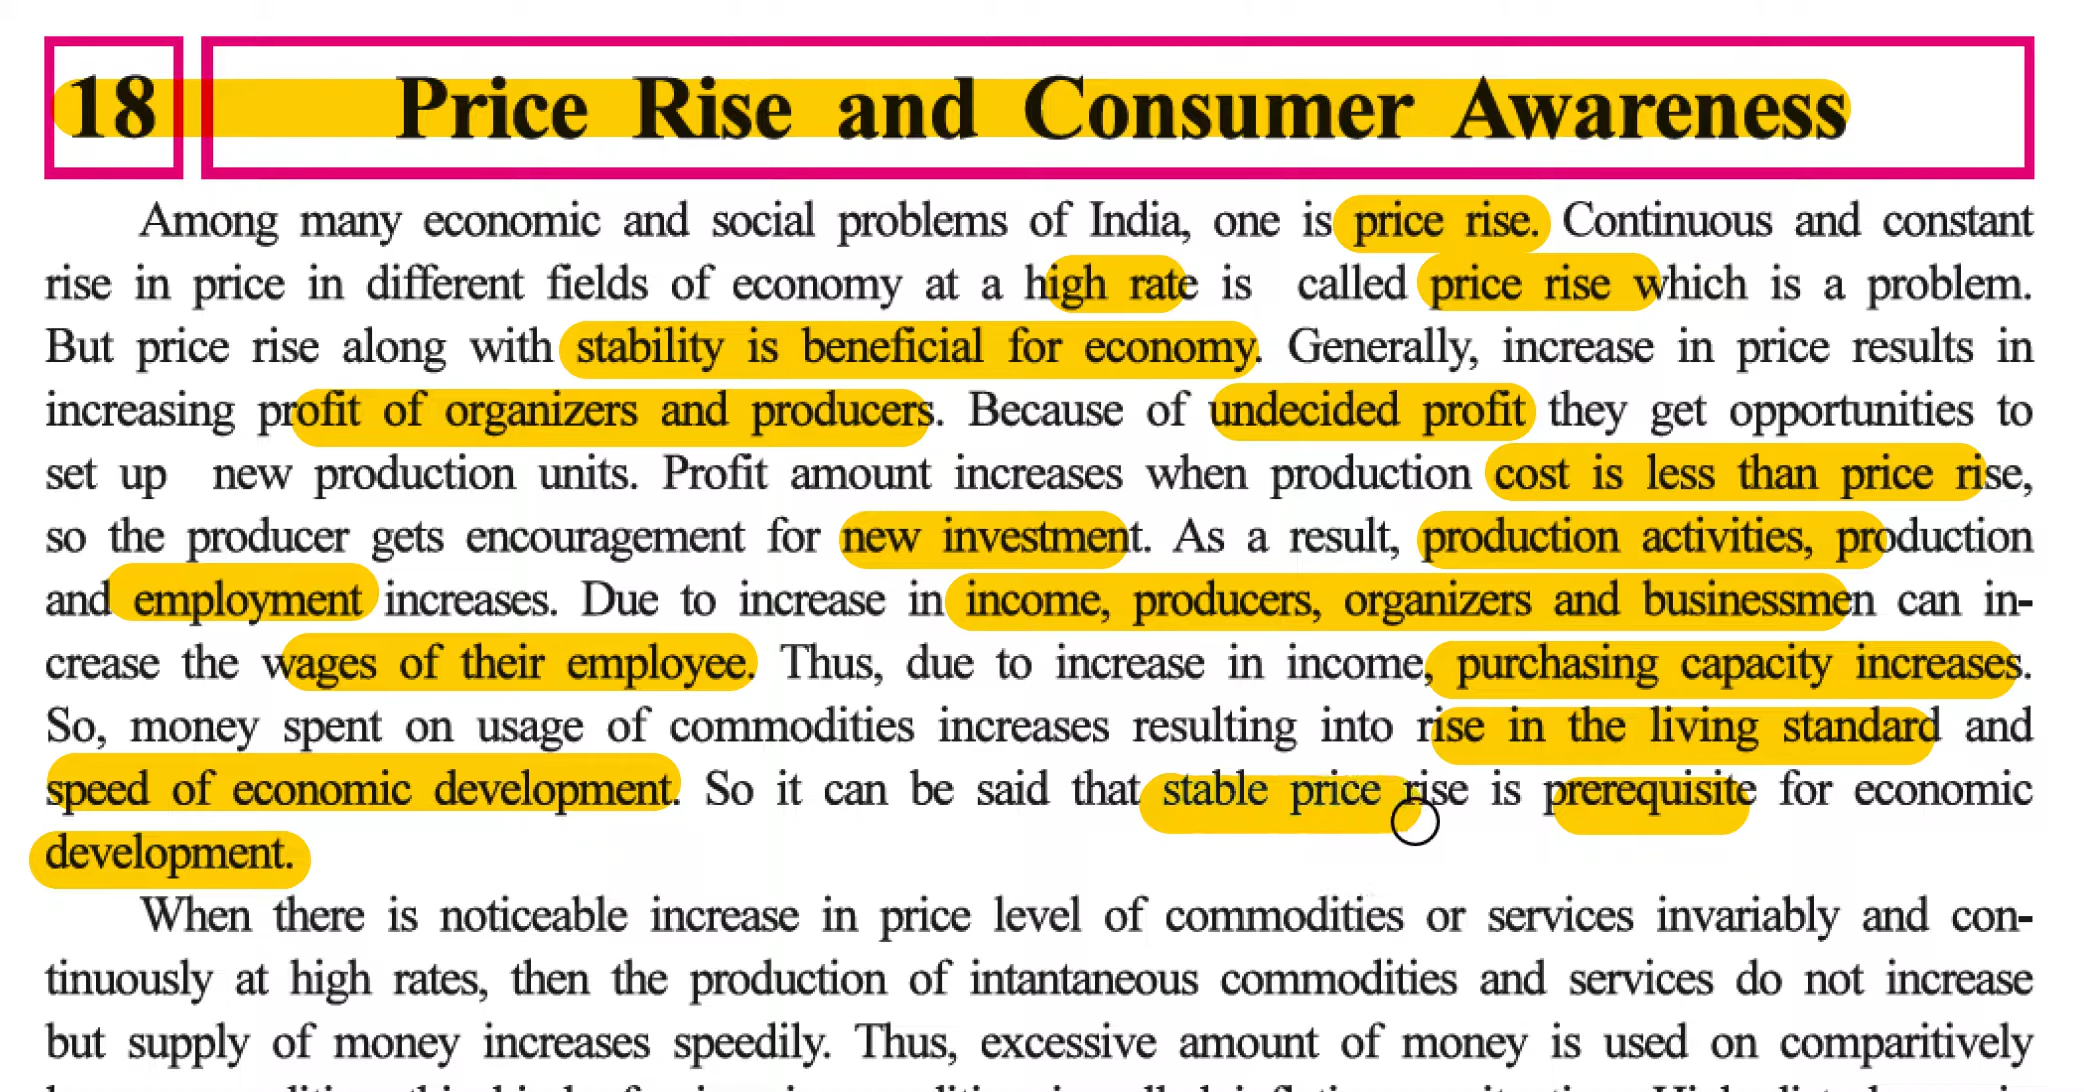 18 Price Rise and Consumer Awareness
Among many economic and social problems of India, one is price rise. Continuous and constant
rise in price in different fields of economy at a high rate is called price rise which is a problem.
But price rise along with stability is beneficial for economy. Generally, increase in price results in
increasing profit of organizers and producers. Because of undecided profit they get opportunities to
set up new production units. Profit amount increases when production cost is less than price rise,
so the producer gets encouragement for new investment. As a result, production activities, production
and employment increases. Due to increase in income, producers, organizers and businessmen can in-
crease the wages of their employee. Thus, due to increase in income, purchasing capacity increases.
So, money spent on usage of commodities increases resulting into rise in the living standard and
speed of economic development. So it can be said that stable price rise is prerequisite for economic
development.
When there is noticeable increase in price level of commodities or services invariably and con-
tinuously at high rates, then the production of intantaneous commodities and services do not increase
but supply of money increases speedily. Thus, excessive amount of money is used on comparitively